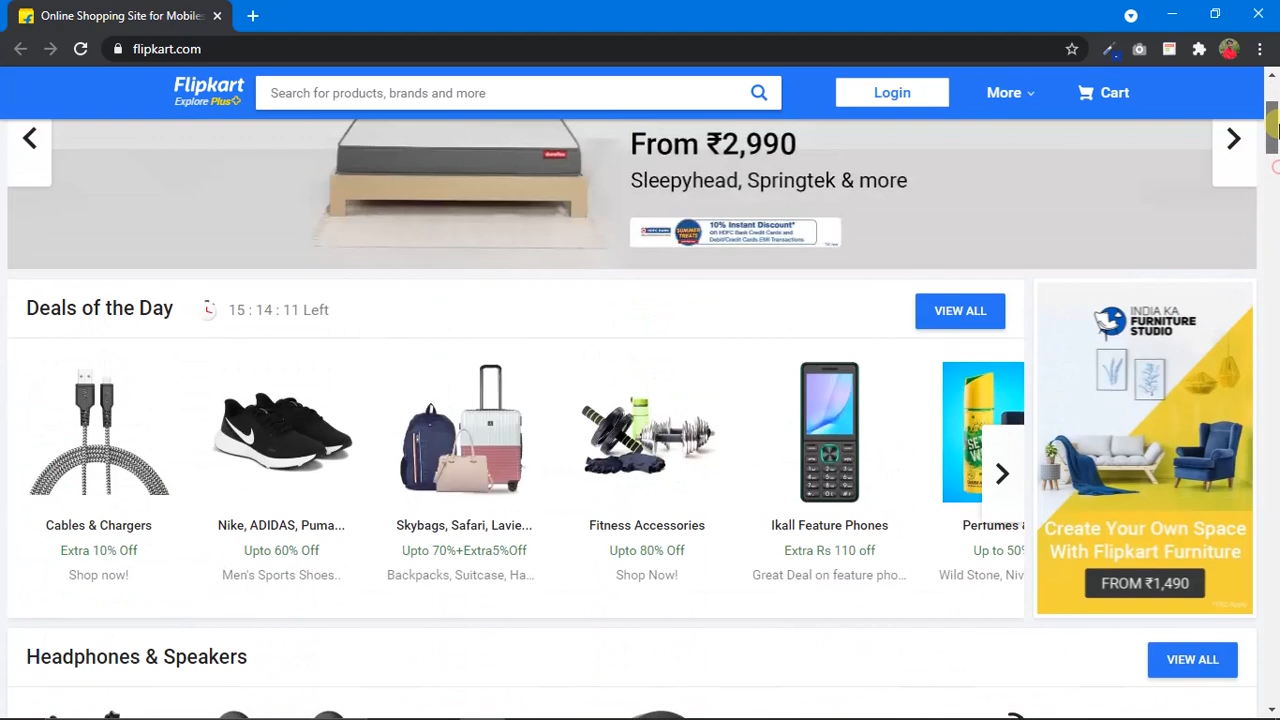 Online Shopping Site for Mobiles
flipkart.com
Flipkart
Explore Plus
Search for products, brands and more
Login
More
Cart
From ₹2,990
Sleepyhead, Springtek & more
HDFC BANK
SUMMER TREATS
10% Instant Discount*
on HDFC Bank Credit Cards and
Debit/Credit Cards EMI Transactions.
Deals of the Day
15 : 14 : 11 Left
VIEW ALL
INDIA KA
FURNITURE
STUDIO
Cables & Chargers
Extra 10% Off
Shop now!
Nike, ADIDAS, Puma...
Upto 60% Off
Men's Sports Shoes..
Skybags, Safari, Lavie...
Upto 70%+Extra5%Off
Backpacks, Suitcase, Ha...
Fitness Accessories
Upto 80% Off
Shop Now!
Ikall Feature Phones
Extra Rs 110 off
Great Deal on feature pho...
Perfumes
Up to 50%
Wild Stone, Niv
Create Your Own Space
With Flipkart Furniture
FROM ₹1,490
Headphones & Speakers
VIEW ALL